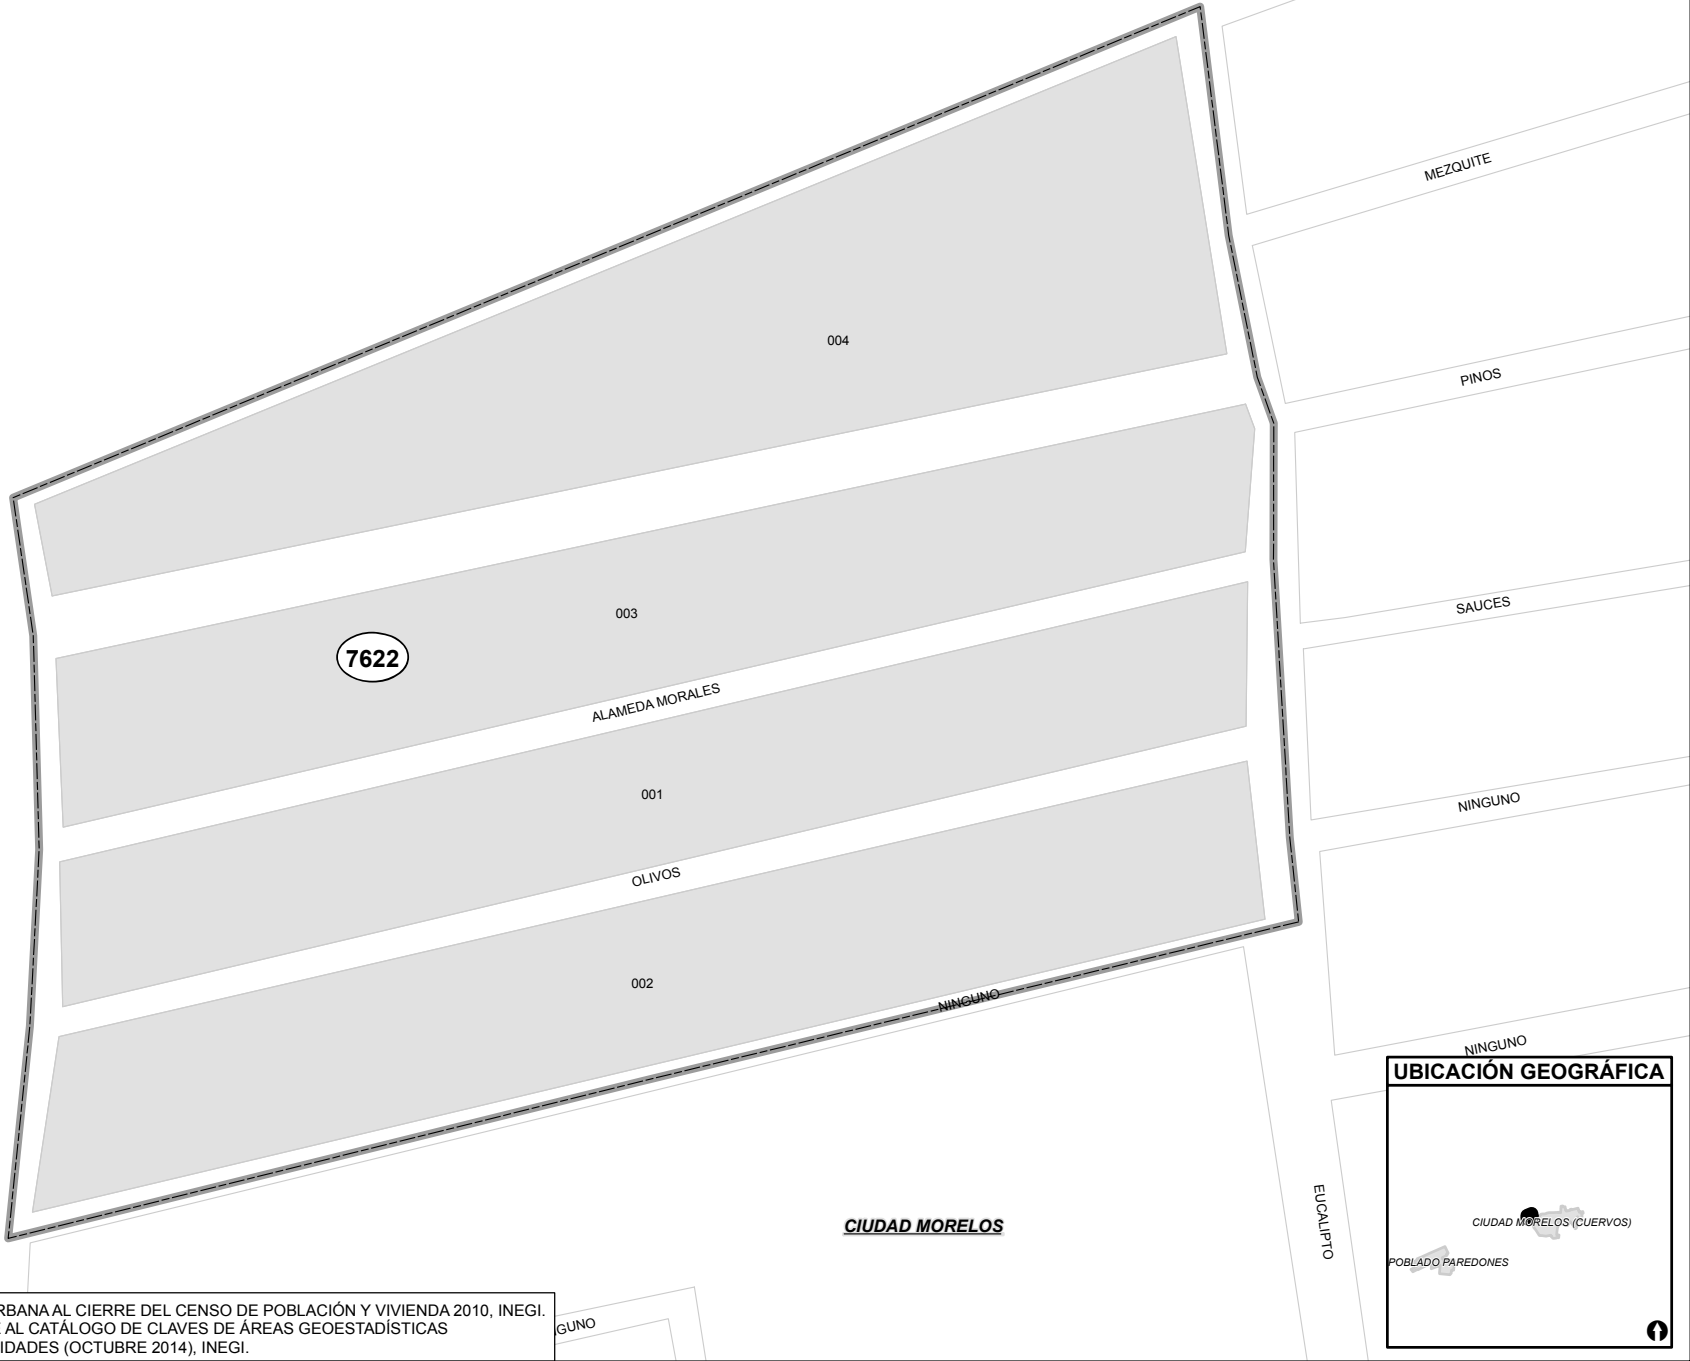 MEZQUITE
004
PINOS
003
SAUCES
7622
ALAMEDA MORALES
001
NINGUNO
OLIVOS
002
NINGUNO
NINGUNO
UBICACIÓN GEOGRÁFICA
CIUDAD MORELOS (CUERVOS)
POBLADO PAREDONES
EUCALIPTO
CIUDAD MORELOS
RBANA AL CIERRE DEL CENSO DE POBLACIÓN Y VIVIENDA 2010, INEGI.
E AL CATÁLOGO DE CLAVES DE ÁREAS GEOESTADÍSTICAS
IDADES (OCTUBRE 2014), INEGI.
GUNO